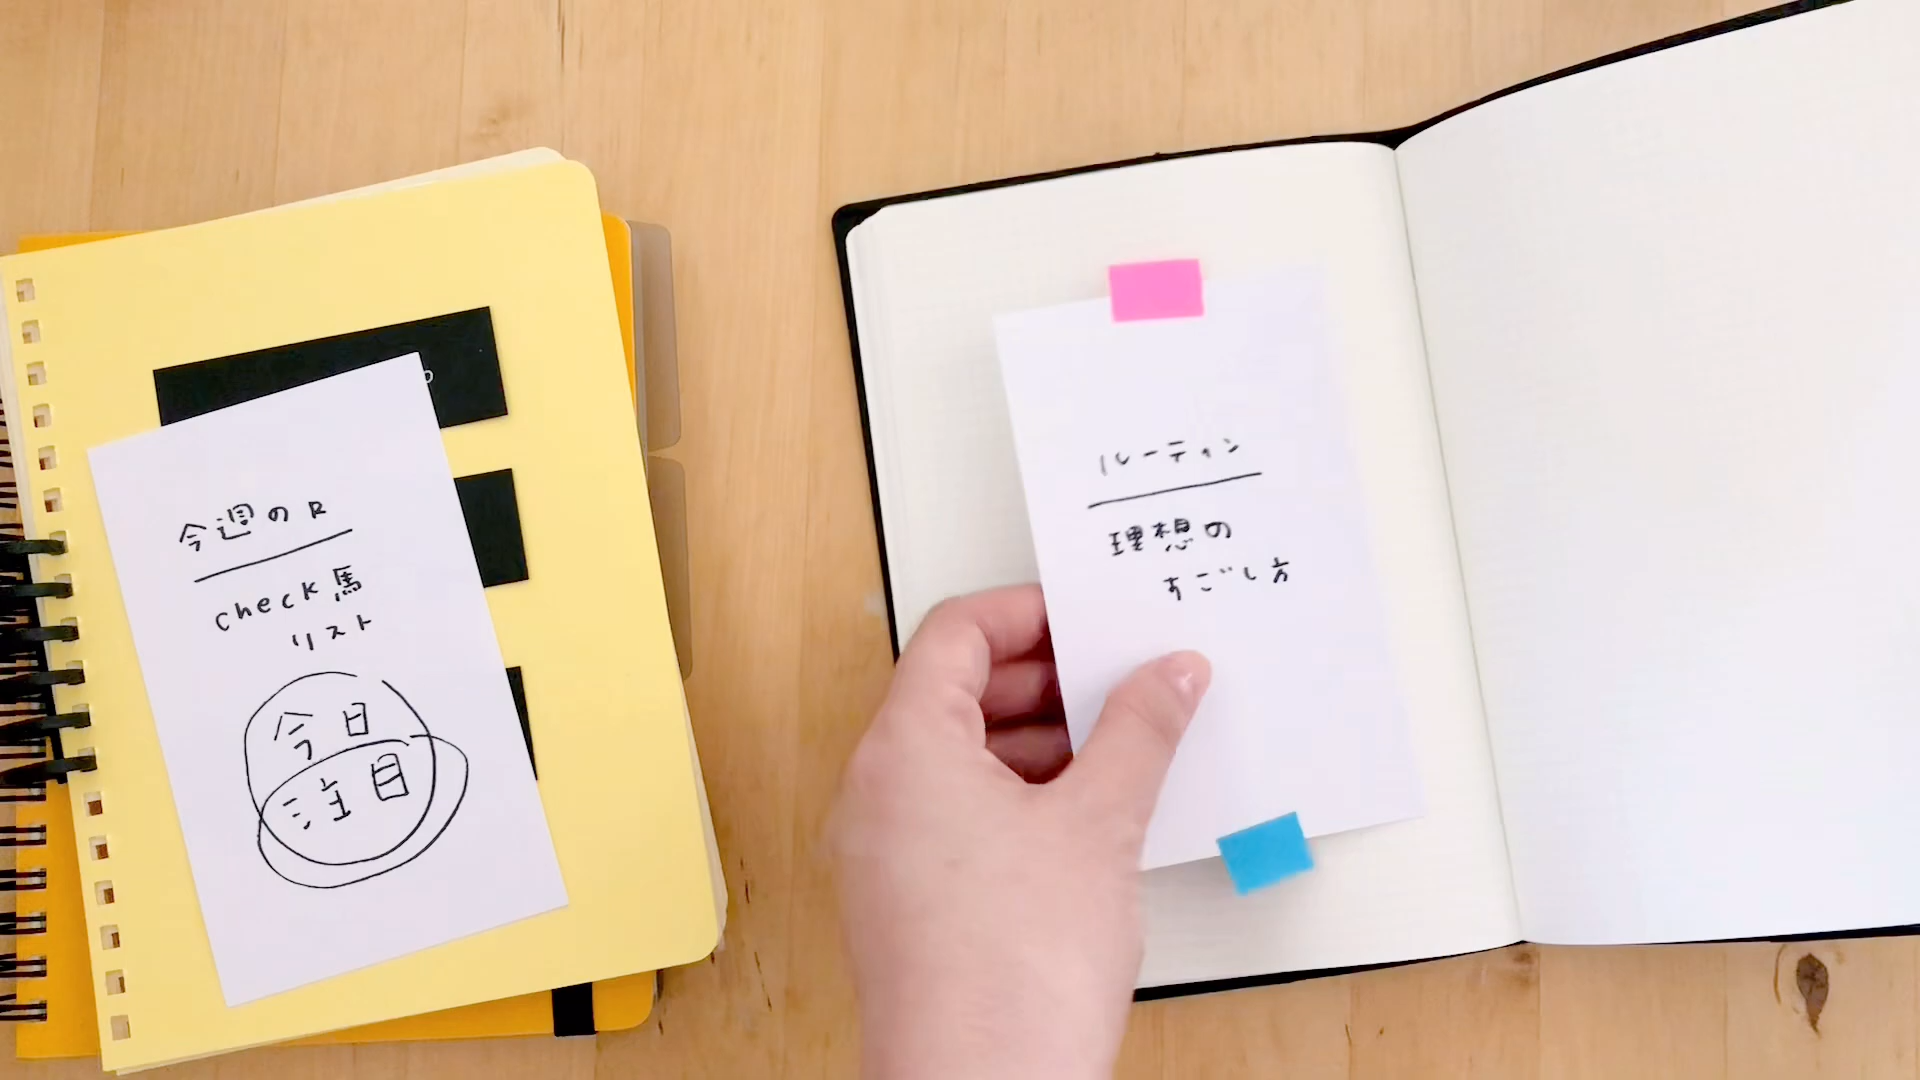 今週のR
check馬
リスト
今日
注目
ルーティン
理想の
すごし方